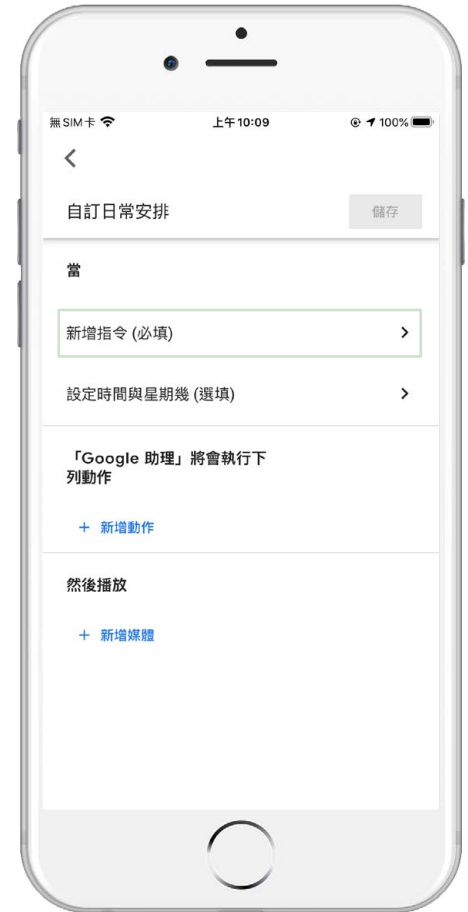 無SIM卡 上午10:09 100%
自訂日常安排 儲存
當
新增指令 (必填)
設定時間與星期幾 (選填)
「Google 助理」將會執行下
列動作
+ 新增動作
然後播放
+ 新增媒體